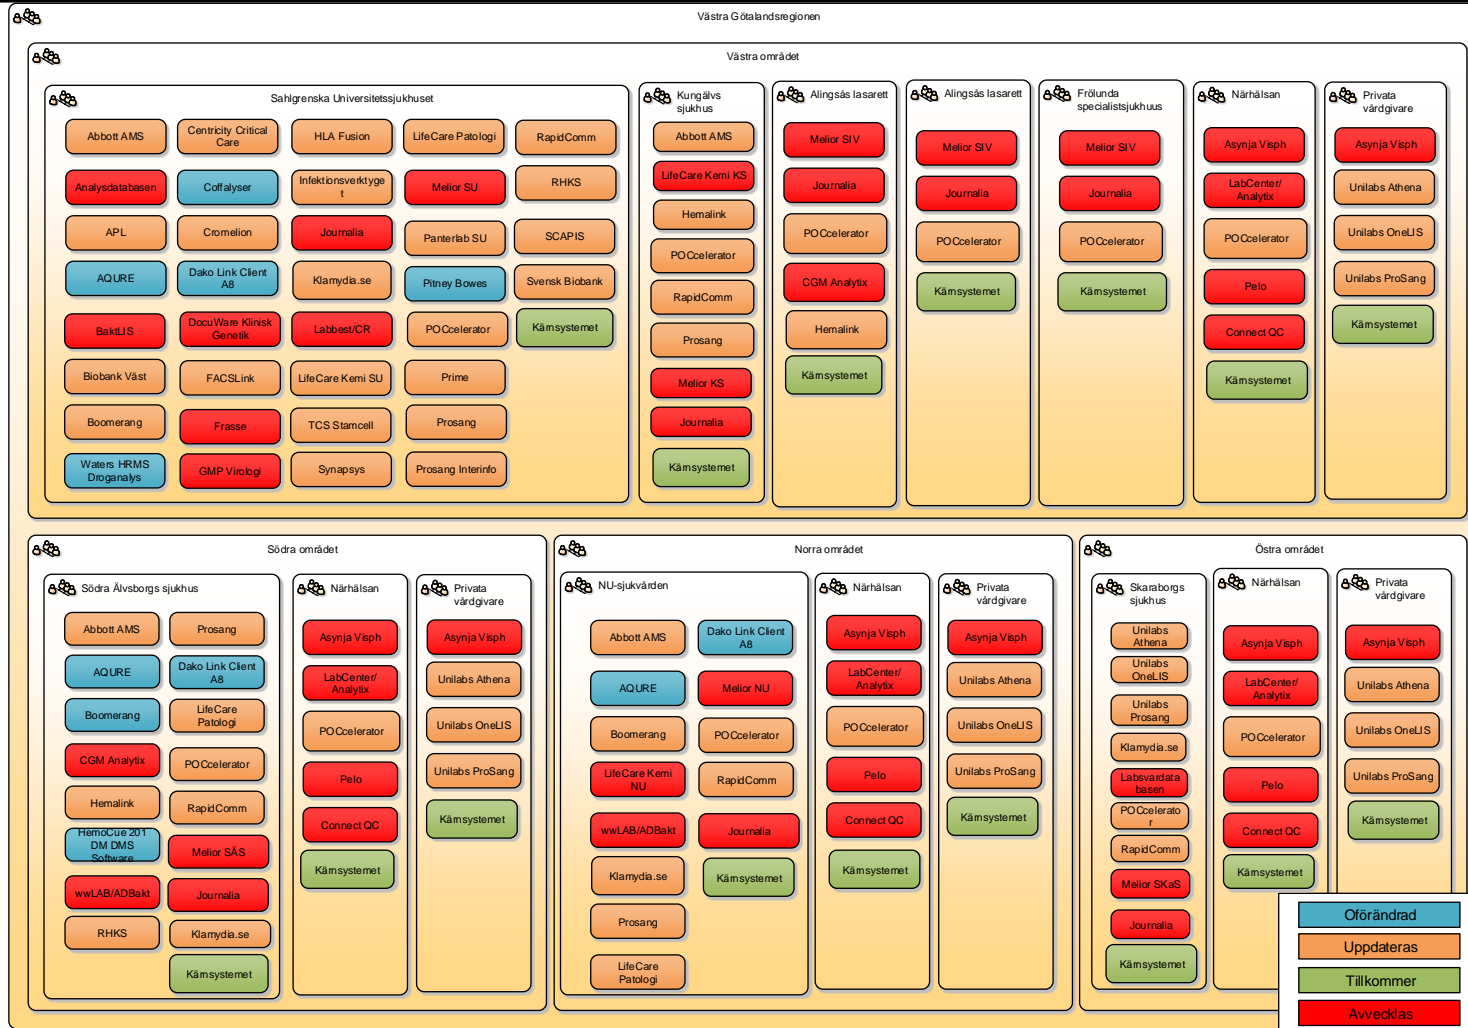 Västra Götalandsregionen
Västra området
Sahlgrenska Universitetssjukhuset
Abbott AMS
Analysdatabasen
APL
AQURE
BaktLIS
Biobank Väst
Boomerang
Waters HRMS
Droganalys
Centricity Critical
Care
Coffalyser
Cromelion
Dako Link Client
A8
DocuWare Klinisk
Genetik
FACSLink
Frasse
GMP Virologi
HLA Fusion
Infektionsverktyge
t
Journalia
Klamydia.se
Labbest/CR
LifeCare Kemi SU
TCS Stamcell
Synapsys
LifeCare Patologi
Melior SU
Panterlab SU
Pitney Bowes
POCcelerator
Prime
Prosang
Prosang Interinfo
RapidComm
RHKS
SCAPIS
Svensk Biobank
Kärnsystemet
Kungälvs
sjukhus
Abbott AMS
LifeCare Kemi KS
Hemalink
POCcelerator
RapidComm
Prosang
Melior KS
Journalia
Kärnsystemet
Alingsås lasarett
Melior SIV
Journalia
POCcelerator
CGM Analytix
Hemalink
Kärnsystemet
Alingsås lasarett
Melior SIV
Journalia
POCcelerator
Kärnsystemet
Frölunda
specialistsjukhuus
Melior SIV
Journalia
POCcelerator
Kärnsystemet
Närhälsan
Asynja Visph
LabCenter/
Analytix
POCcelerator
Pelo
Connect QC
Kärnsystemet
Privata
vårdgivare
Asynja Visph
Unilabs Athena
Unilabs OneLIS
Unilabs ProSang
Kärnsystemet
Södra området
Södra Älvsborgs sjukhus
Abbott AMS
AQURE
Boomerang
CGM Analytix
Hemalink
HemoCue 201
DM DMS
Software
wwLAB/ADBakt
RHKS
Prosang
Dako Link Client
A8
LifeCare
Patologi
POCcelerator
RapidComm
Melior SÄS
Journalia
Klamydia.se
Kärnsystemet
Närhälsan
Asynja Visph
LabCenter/
Analytix
POCcelerator
Pelo
Connect QC
Kärnsystemet
Privata
vårdgivare
Asynja Visph
Unilabs Athena
Unilabs OneLIS
Unilabs ProSang
Kärnsystemet
Norra området
NU-sjukvården
Abbott AMS
AQURE
Boomerang
LifeCare Kemi
NU
wwLAB/ADBakt
Klamydia.se
Prosang
LifeCare
Patologi
Dako Link Client
A8
Melior NU
POCcelerator
RapidComm
Journalia
Kärnsystemet
Närhälsan
Asynja Visph
LabCenter/
Analytix
POCcelerator
Pelo
Connect QC
Kärnsystemet
Privata
vårdgivare
Asynja Visph
Unilabs Athena
Unilabs OneLIS
Unilabs ProSang
Kärnsystemet
Östra området
Skaraborgs
sjukhus
Unilabs
Athena
Unilabs
OneLIS
Unilabs
Prosang
Klamydia.se
Labsvardata
basen
POCcelerato
r
RapidComm
Melior SKaS
Journalia
Kärnsystemet
Närhälsan
Asynja Visph
LabCenter/
Analytix
POCcelerator
Pelo
Connect QC
Kärnsystemet
Privata
vårdgivare
Asynja Visph
Unilabs Athena
Unilabs OneLIS
Unilabs ProSang
Kärnsystemet
Oförändrad
Uppdateras
Tillkommer
Avvecklas